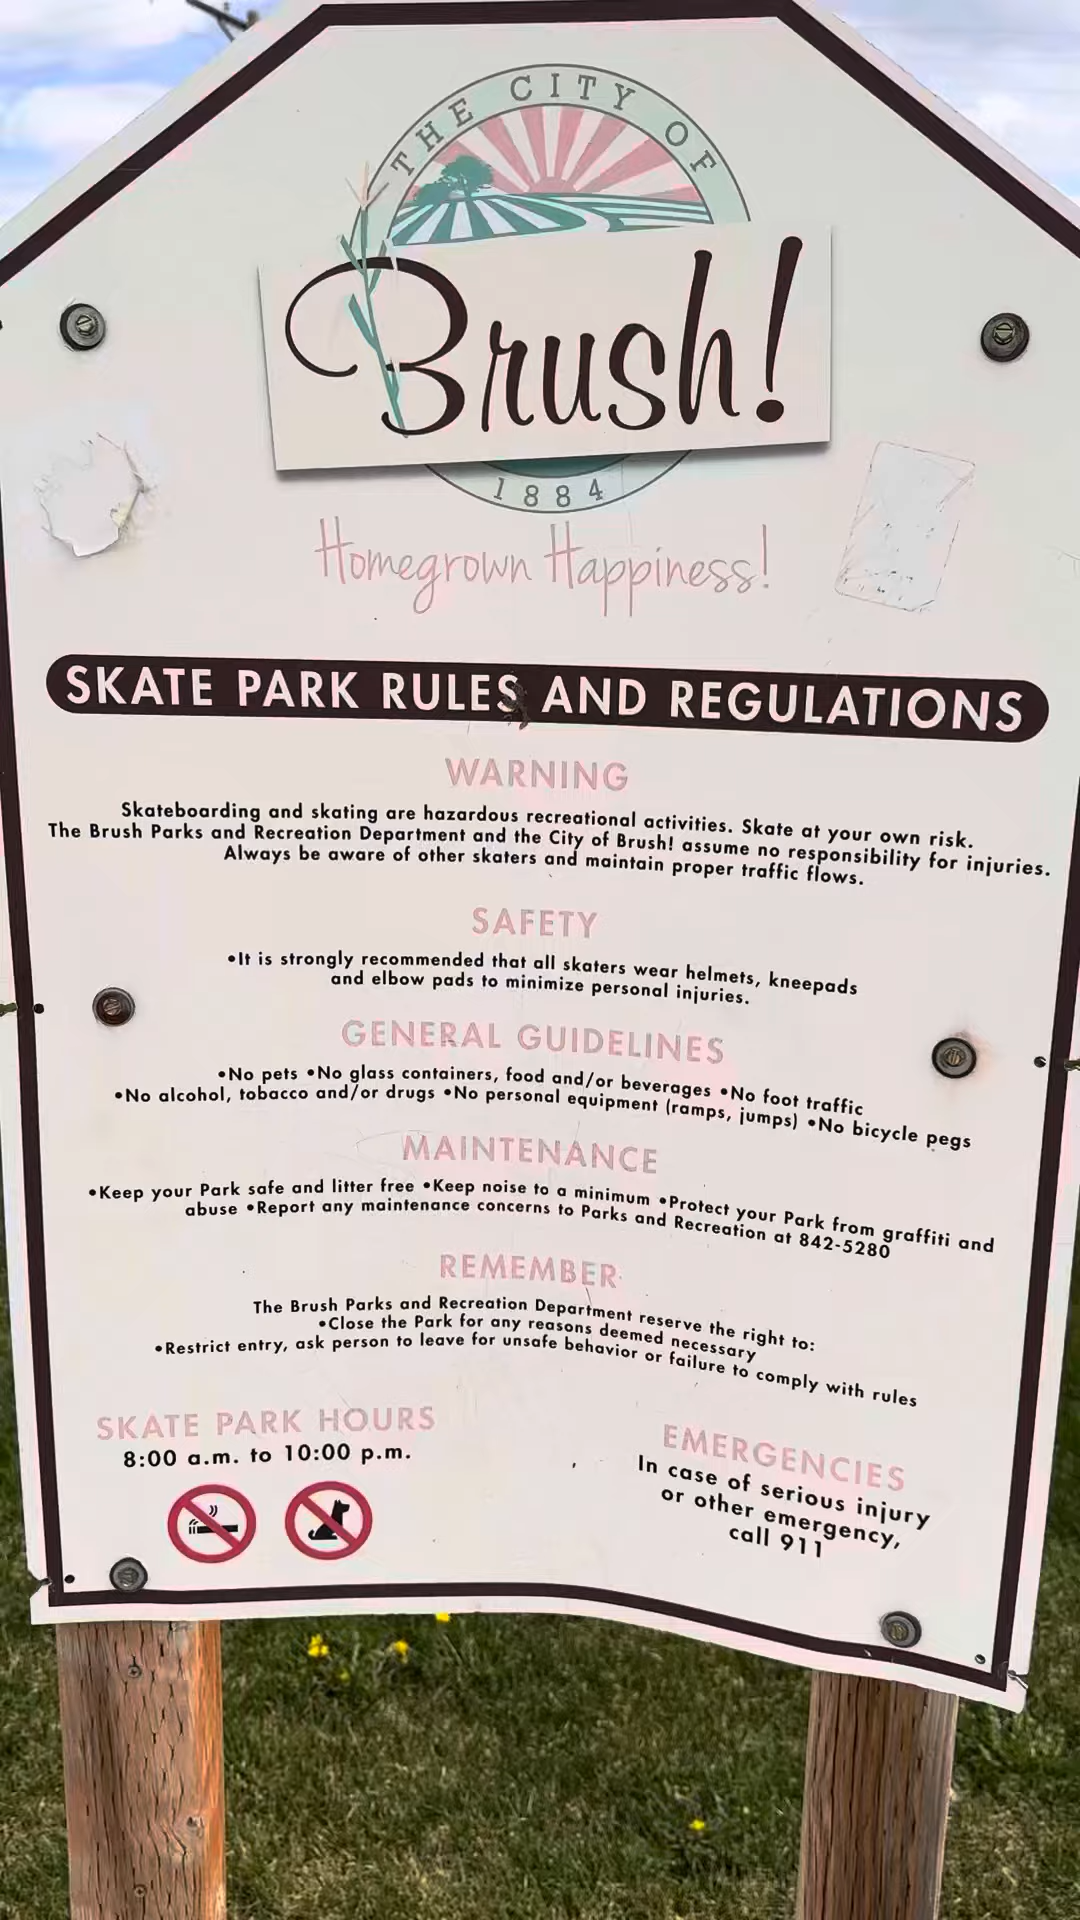 THE CITY OF
Brush!
1884
Homegrown Happiness!
SKATE PARK RULES AND REGULATIONS
WARNING
Skateboarding and skating are hazardous recreational activities. Skate at your own risk.
The Brush Parks and Recreation Department and the City of Brush! assume no responsibility for injuries.
Always be aware of other skaters and maintain proper traffic flows.
SAFETY
•It is strongly recommended that all skaters wear helmets, kneepads
and elbow pads to minimize personal injuries.
GENERAL GUIDELINES
•No pets •No glass containers, food and/or beverages •No foot traffic
•No alcohol, tobacco and/or drugs •No personal equipment (ramps, jumps) •No bicycle pegs
MAINTENANCE
•Keep your Park safe and litter free •Keep noise to a minimum •Protect your Park from graffiti and
abuse •Report any maintenance concerns to Parks and Recreation at 842-5280
REMEMBER
The Brush Parks and Recreation Department reserve the right to:
•Close the Park for any reasons deemed necessary
•Restrict entry, ask person to leave for unsafe behavior or failure to comply with rules
SKATE PARK HOURS
8:00 a.m. to 10:00 p.m.
EMERGENCIES
In case of serious injury
or other emergency,
call 911